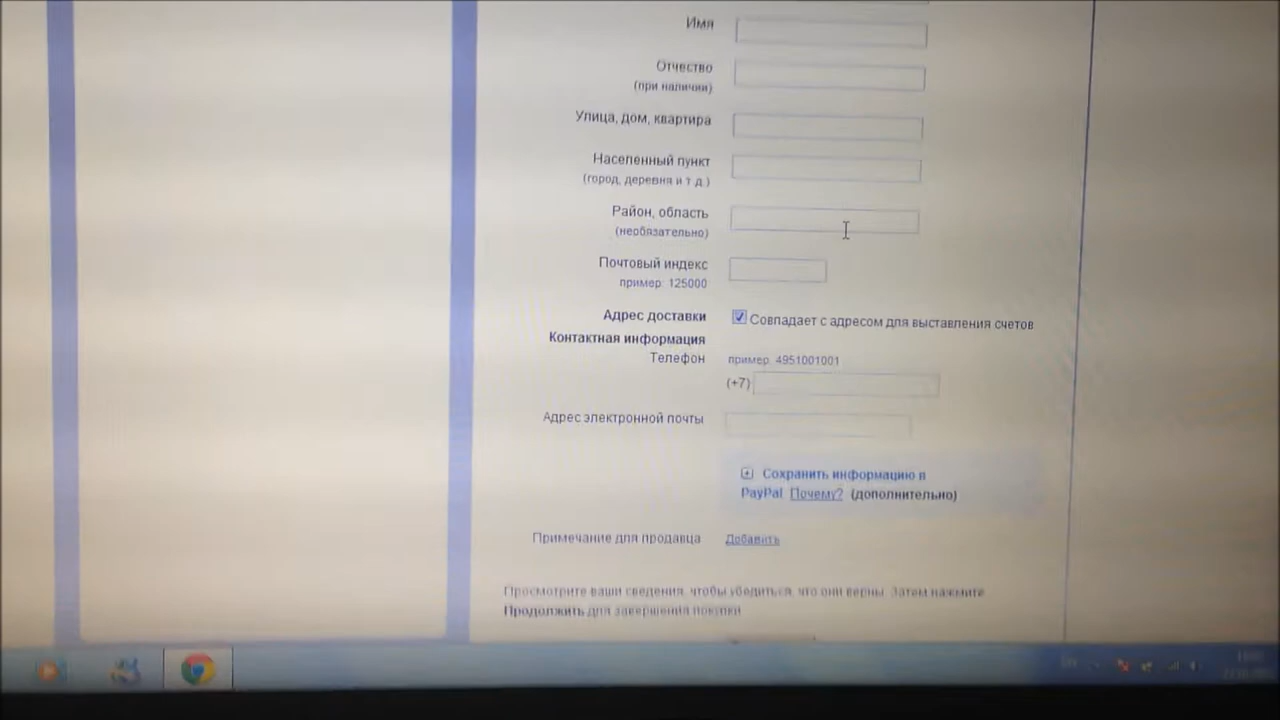 Имя
Отчество
(при наличии)
Улица, дом, квартира
Населенный пункт
(город, деревня и т.д.)
Район, область
(необязательно)
Почтовый индекс
пример: 125000
Адрес доставки
Совпадает с адресом для выставления счетов
Контактная информация
Телефон
пример: 4951001001
(+7)
Адрес электронной почты
Сохранить информацию в
PayPal Почему? (дополнительно)
Примечание для продавца
Добавить
Просмотрите ваши сведения, чтобы убедиться, что они верны. Затем нажмите
Продолжить для завершения покупки